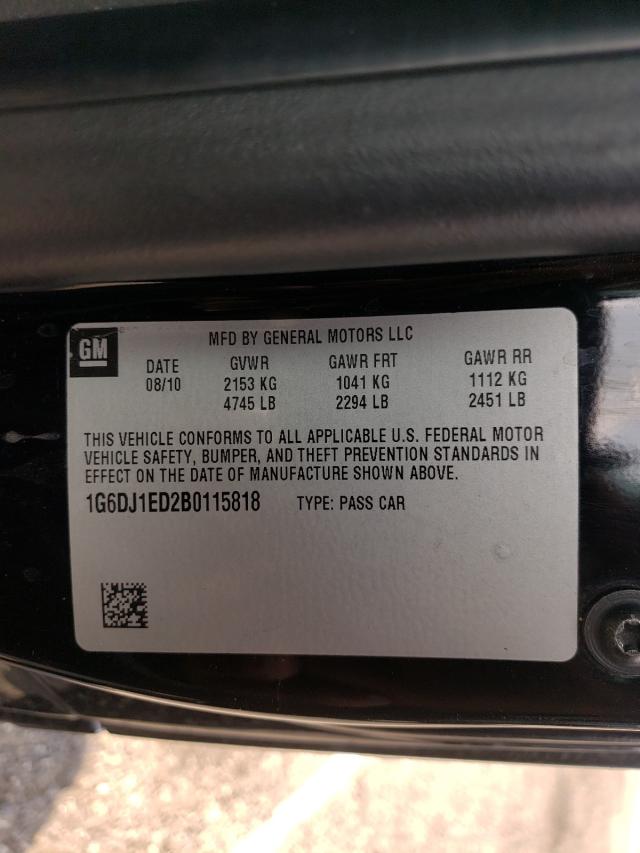 GM
MFD BY GENERAL MOTORS LLC
DATE GVWR GAWR FRT GAWR RR
08/10 2153 KG 1041 KG 1112 KG
4745 LB 2294 LB 2451 LB
THIS VEHICLE CONFORMS TO ALL APPLICABLE U.S. FEDERAL MOTOR
VEHICLE SAFETY, BUMPER, AND THEFT PREVENTION STANDARDS IN
EFFECT ON THE DATE OF MANUFACTURE SHOWN ABOVE.
1G6DJ1ED2B0115818 TYPE: PASS CAR